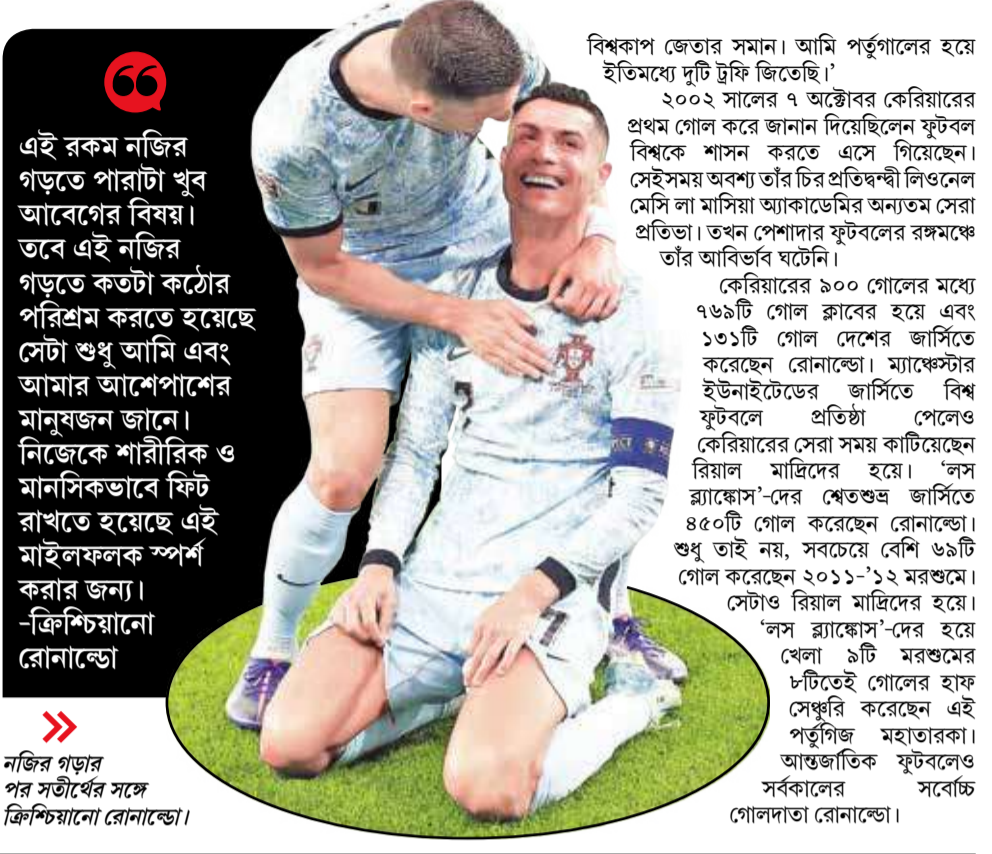 এই রকম নজির
গড়তে পারাটা খুব
আবেগের বিষয়।
তবে এই নজির
গড়তে কতটা কঠোর
পরিশ্রম করতে হয়েছে
সেটা শুধু আমি এবং
আমার আশেপাশের
মানুষজন জানে।
নিজেকে শারীরিক ও
মানসিকভাবে ফিট
রাখতে হয়েছে এই
মাইলফলক স্পর্শ
করার জন্য।
-ক্রিশ্চিয়ানো
রোনাল্ডো
নজির গড়ার
পর সতীর্থের সঙ্গে
ক্রিশ্চিয়ানো রোনাল্ডো।
বিশ্বকাপ জেতার সমান। আমি পর্তুগালের হয়ে
ইতিমধ্যে দুটি ট্রফি জিতেছি।’
২০০২ সালের ৭ অক্টোবর কেরিয়ারের
প্রথম গোল করে জানান দিয়েছিলেন ফুটবল
বিশ্বকে শাসন করতে এসে গিয়েছেন।
সেইসময় অবশ্য তাঁর চির প্রতিদ্বন্দ্বী লিওনেল
মেসি লা মাসিয়া অ্যাকাডেমির অন্যতম সেরা
প্রতিভা। তখন পেশাদার ফুটবলের রঙ্গমঞ্চে
তাঁর আবির্ভাব ঘটেনি।
কেরিয়ারের ৯০০ গোলের মধ্যে
৭৬৯টি গোল ক্লাবের হয়ে এবং
১৩১টি গোল দেশের জার্সিতে
করেছেন রোনাল্ডো। ম্যাঞ্চেস্টার
ইউনাইটেডের জার্সিতে বিশ্ব
ফুটবলে প্রতিষ্ঠা পেলেও
কেরিয়ারের সেরা সময় কাটিয়েছেন
রিয়াল মাদ্রিদের হয়ে। ‘লস
ব্ল্যাঙ্কোস’-দের শ্বেতশুভ্র জার্সিতে
৪৫০টি গোল করেছেন রোনাল্ডো।
শুধু তাই নয়, সবচেয়ে বেশি ৬৯টি
গোল করেছেন ২০১১-’১২ মরশুমে।
সেটাও রিয়াল মাদ্রিদের হয়ে।
‘লস ব্ল্যাঙ্কোস’-দের হয়ে
খেলা ৯টি মরশুমের
৮টিতেই গোলের হাফ
সেঞ্চুরি করেছেন এই
পর্তুগিজ মহাতারকা।
আন্তর্জাতিক ফুটবলেও
সর্বকালের সর্বোচ্চ
গোলদাতা রোনাল্ডো।